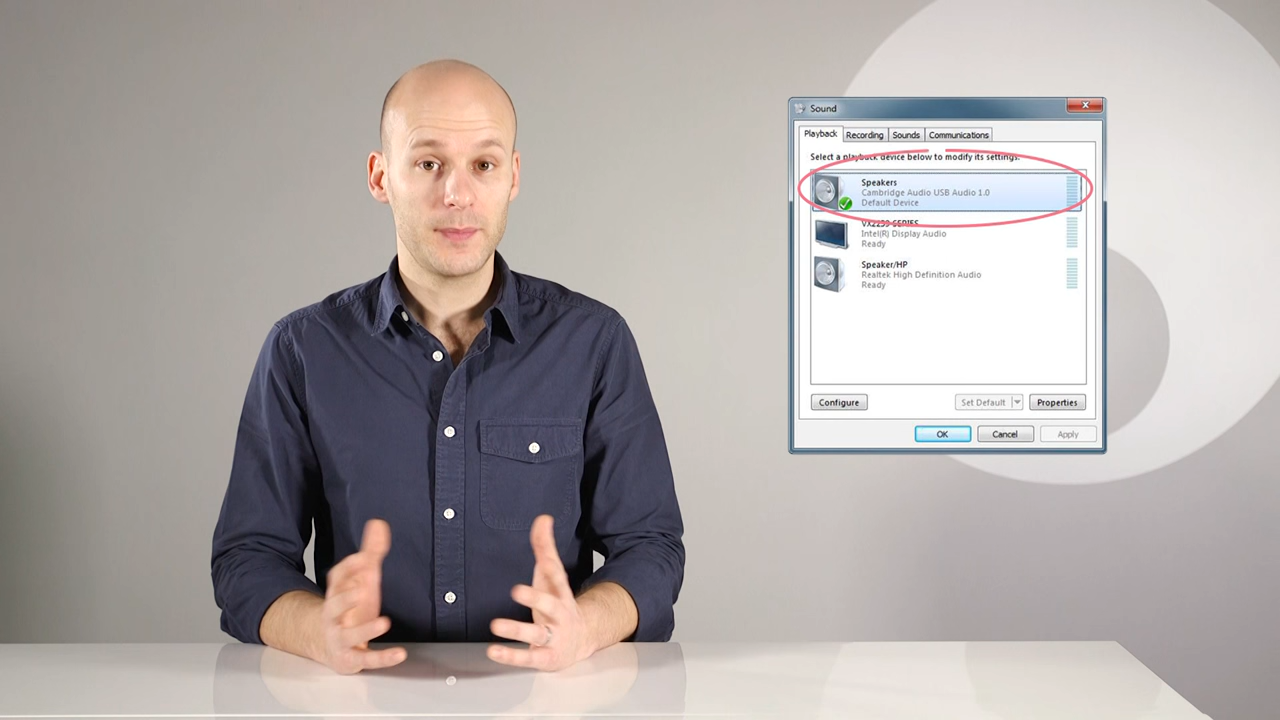 Sound
Playback Recording Sounds Communications
Select a playback device below to modify its settings:
Speakers
Cambridge Audio USB Audio 1.0
Default Device
VX2239 SERIES
Intel(R) Display Audio
Ready
Speaker/HP
Realtek High Definition Audio
Ready
Configure Set Default Properties
OK Cancel Apply